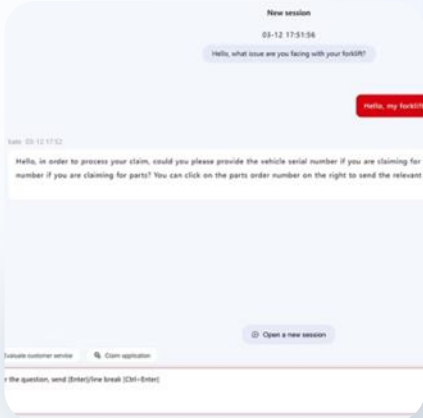 New session
03-12 17:51:56
Hello, what issue are you facing with your forklift?
Hello, my forklift
kate 03-12 17:52
Hello, in order to process your claim, could you please provide the vehicle serial number if you are claiming for
number if you are claiming for parts? You can click on the parts order number on the right to send the relevant
Open a new session
Evaluate customer service
Claim application
r the question, send (Enter)/line break (Ctrl+Enter)